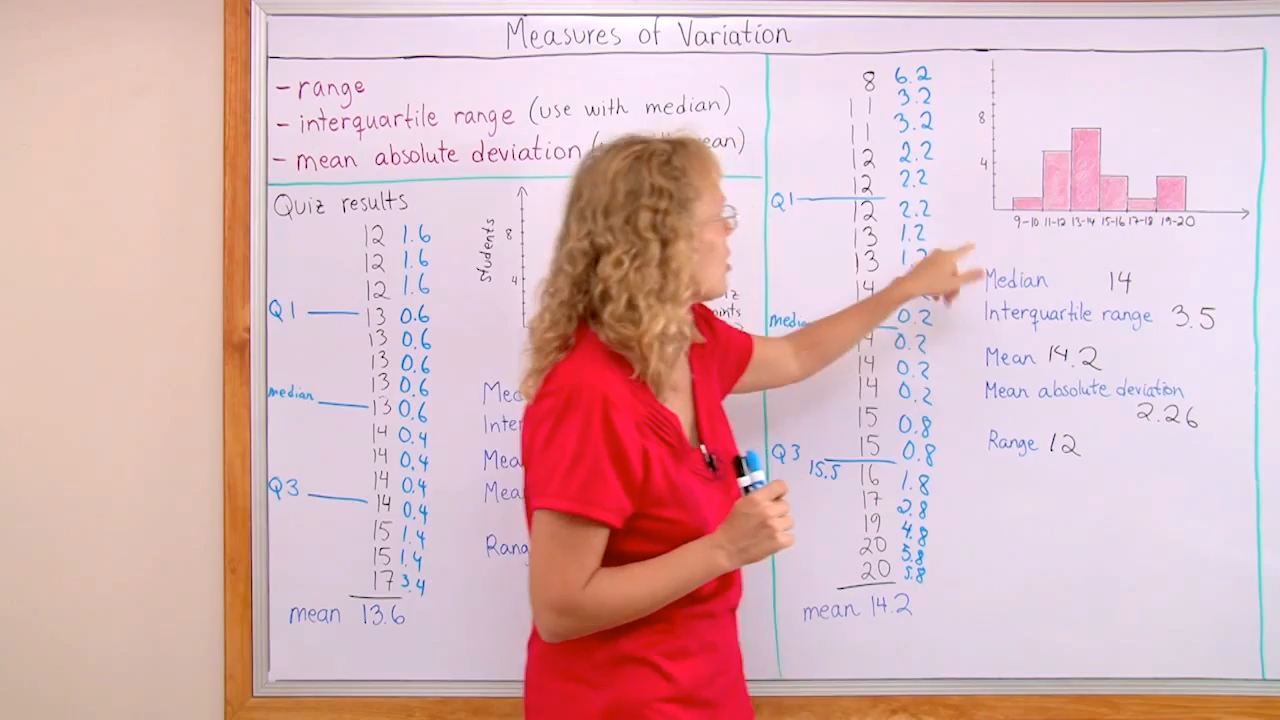 Measures of Variation
- range
- interquartile range (use with median)
- mean absolute deviation
Quiz results
12 1.6
12 1.6
12 1.6
Q1
13 0.6
13 0.6
13 0.6
13 0.6
median
13 0.6
14 0.4
14 0.4
14 0.4
Q3
14 0.4
15 1.4
15 1.4
17 3.4
mean 13.6
Students
8
4
8 6.2
11 3.2
11 3.2
12 2.2
12 2.2
Q1
12 2.2
13 1.2
13
0.2
14 0.2
14 0.2
14 0.2
15 0.8
15 0.8
Q3 15.5
16 1.8
17 2.8
19 4.8
20 5.8
20 5.8
mean 14.2
8
4
9-10 11-12 13-14 15-16 17-18 19-20
Median 14
Interquartile range 3.5
Mean 14.2
Mean absolute deviation
2.26
Range 12